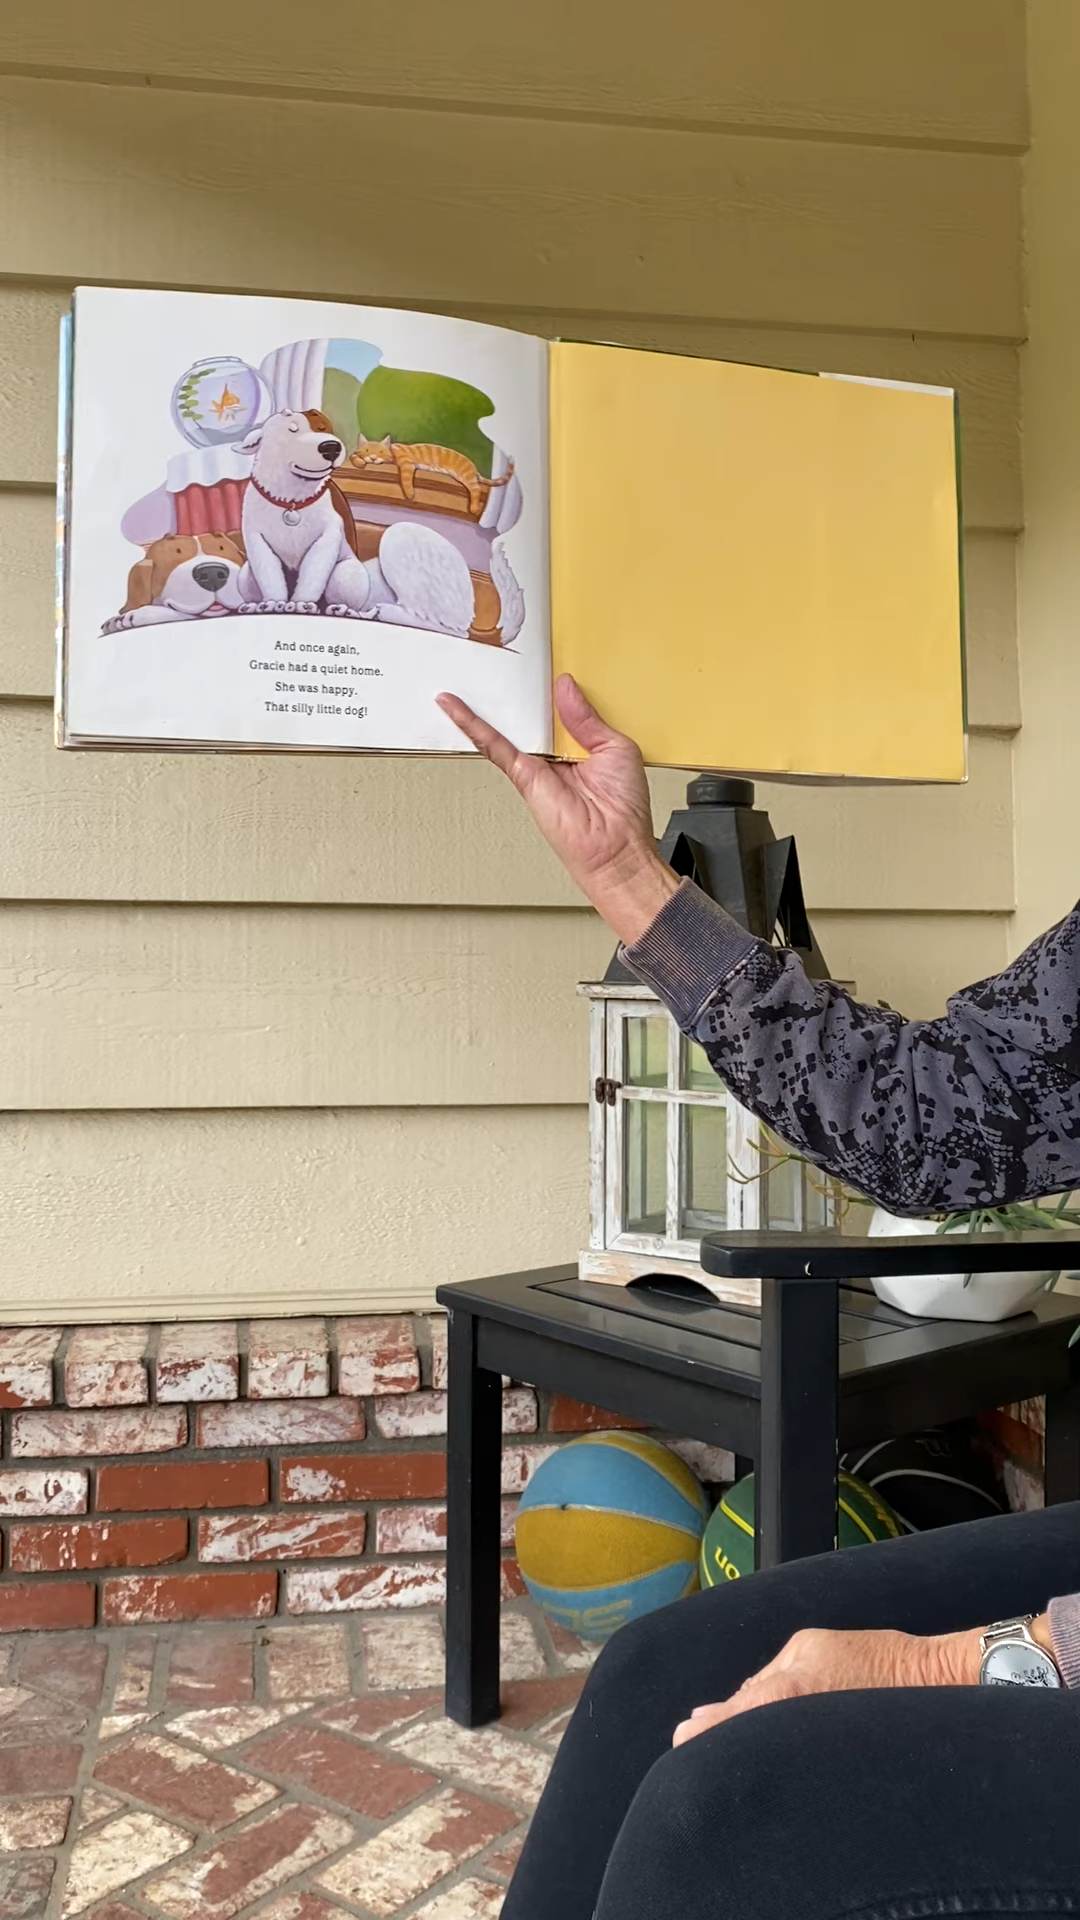 And once again,
Gracie had a quiet home.
She was happy.
That silly little dog!